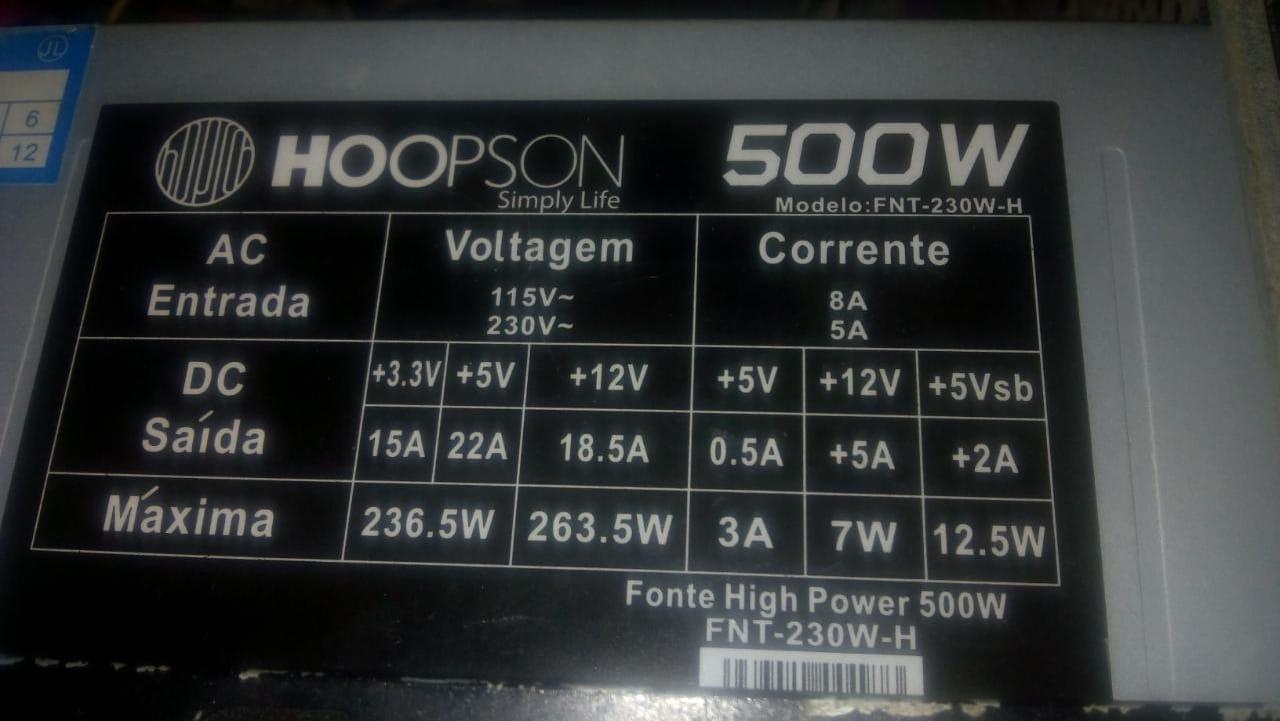 JL
6
12
HOOPSON
Simply Life
500W
Modelo:FNT-230W-H
AC Entrada
Voltagem
Corrente
115V~
8A
230V~
5A
DC Saída
+3.3V +5V +12V +5V +12V +5Vsb
15A 22A 18.5A 0.5A +5A +2A
Máxima
236.5W 263.5W 3A 7W 12.5W
Fonte High Power 500W
FNT-230W-H